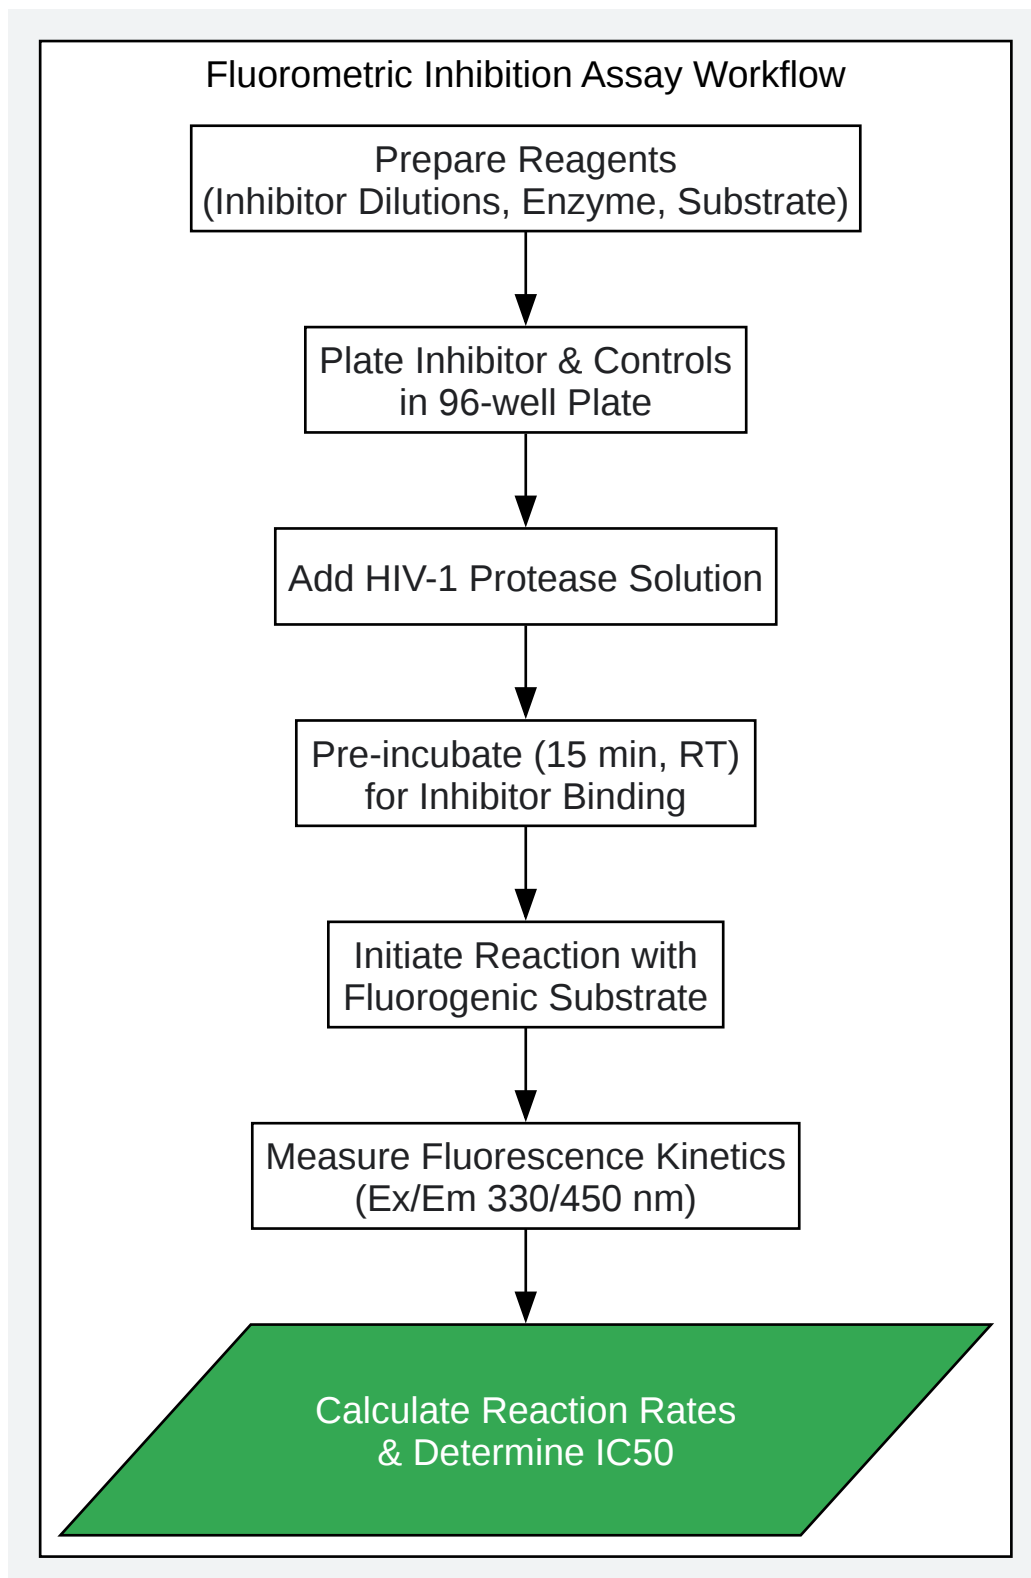 Fluorometric Inhibition Assay Workflow
Prepare Reagents
(Inhibitor Dilutions, Enzyme, Substrate)
Plate Inhibitor & Controls
in 96-well Plate
Add HIV-1 Protease Solution
Pre-incubate (15 min, RT)
for Inhibitor Binding
Initiate Reaction with
Fluorogenic Substrate
Measure Fluorescence Kinetics
(Ex/Em 330/450 nm)
Calculate Reaction Rates
& Determine IC50